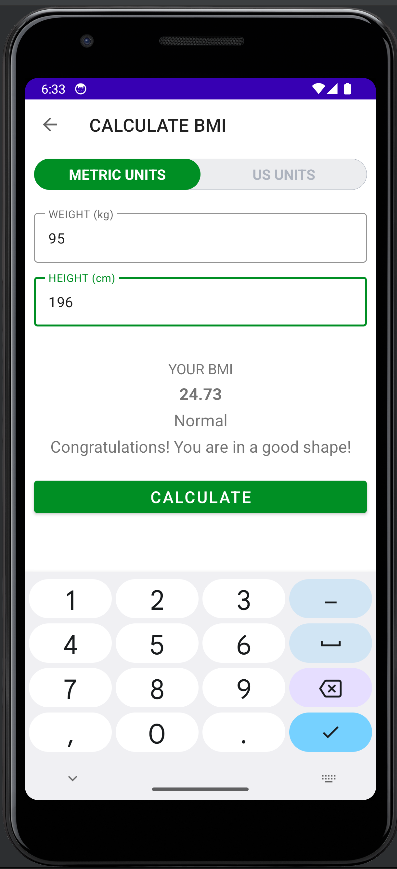 6:33
CALCULATE BMI
METRIC UNITS US UNITS
WEIGHT (kg)
95
HEIGHT (cm)
196
YOUR BMI
24.73
Normal
Congratulations! You are in a good shape!
CALCULATE
1 2 3 –
4 5 6
7 8 9
, 0 .